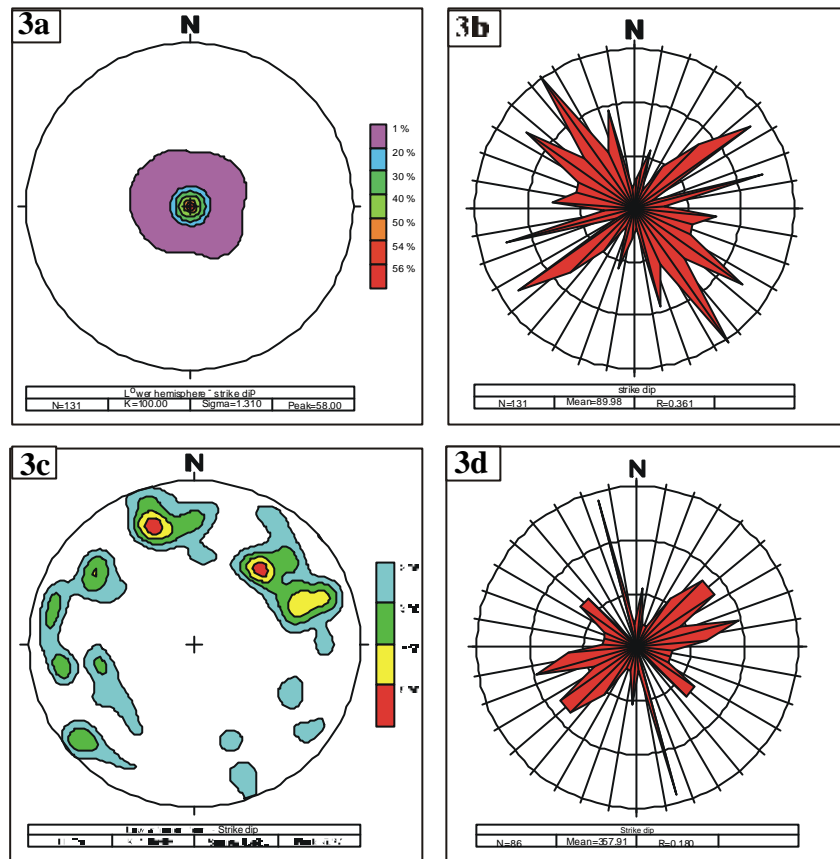 3a
N
1 %
20 %
30 %
40 %
50 %
54 %
56 %
Lower hemisphere - strike dip
N=131 K=100.00 Sigma=1.310 Peak=58.00
3b
N
strike dip
N=131 Mean=89.98 R=0.361
3c
N
- Strike dip
3d
N
Strike dip
N=86 Mean=357.91 R=0.180